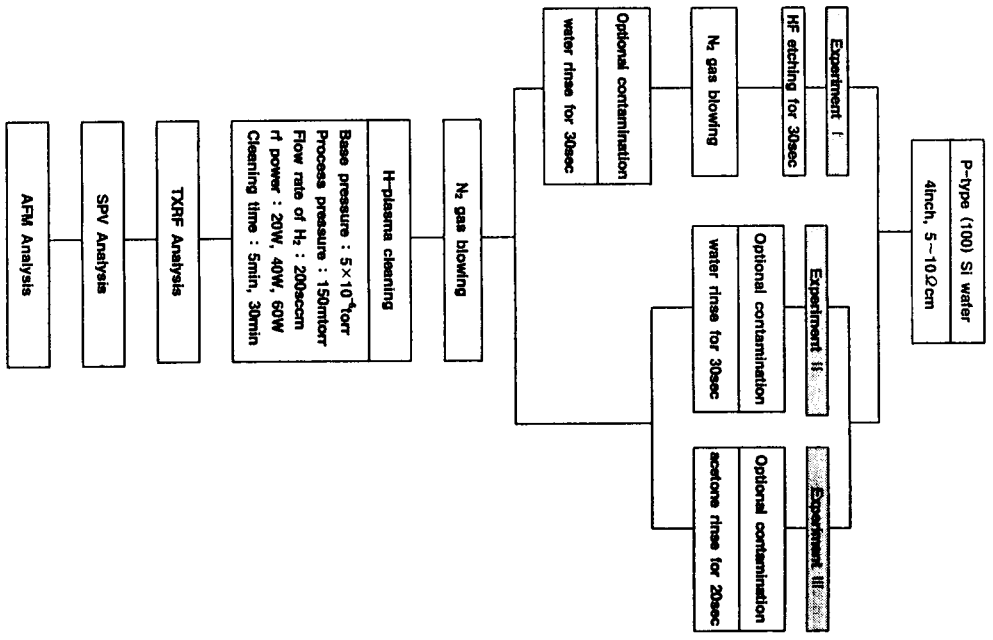 P-type (100) Si wafer
4inch, 5~10Ωcm
Experiment I
HF etching for 30sec
N₂ gas blowing
Optional contamination
water rinse for 30sec
Experiment II
Optional contamination
water rinse for 30sec
Experiment III
Optional contamination
acetone rinse for 20sec
N₂ gas blowing
H-plasma cleaning
Base pressure : 5×10⁻⁶torr
Process pressure : 150mtorr
Flow rate of H₂ : 200sccm
rf power : 20W, 40W, 60W
Cleaning time : 5min, 30min
TXRF Analysis
SPV Analysis
AFM Analysis